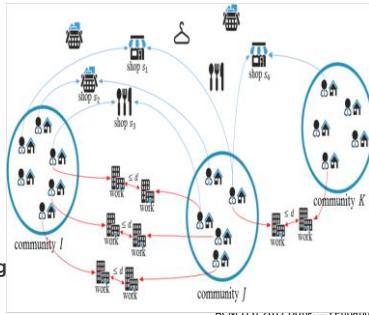 shop s₁
shop s₄
shop s₂
shop s₃
≤ d
work
work
community K
≤ d
work
work
≤ d
work
work
community I
≤ d
work
work
community J
g